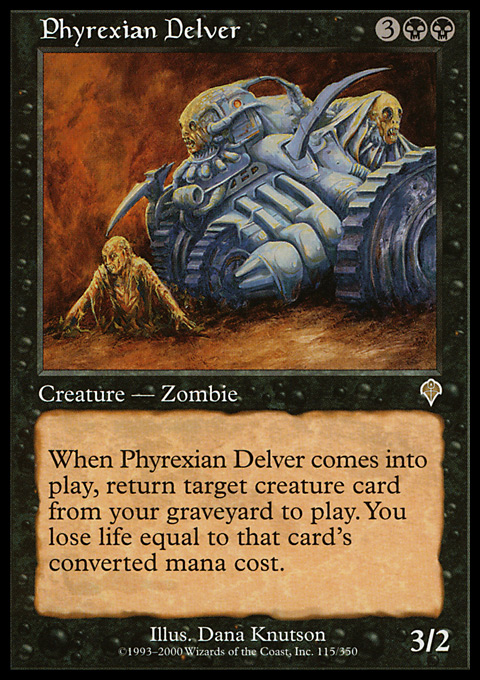 Phyrexian Delver 3
Creature — Zombie
When Phyrexian Delver comes into
play, return target creature card
from your graveyard to play. You
lose life equal to that card's
converted mana cost.
Illus. Dana Knutson
©1993–2000 Wizards of the Coast, Inc. 115/350
3/2